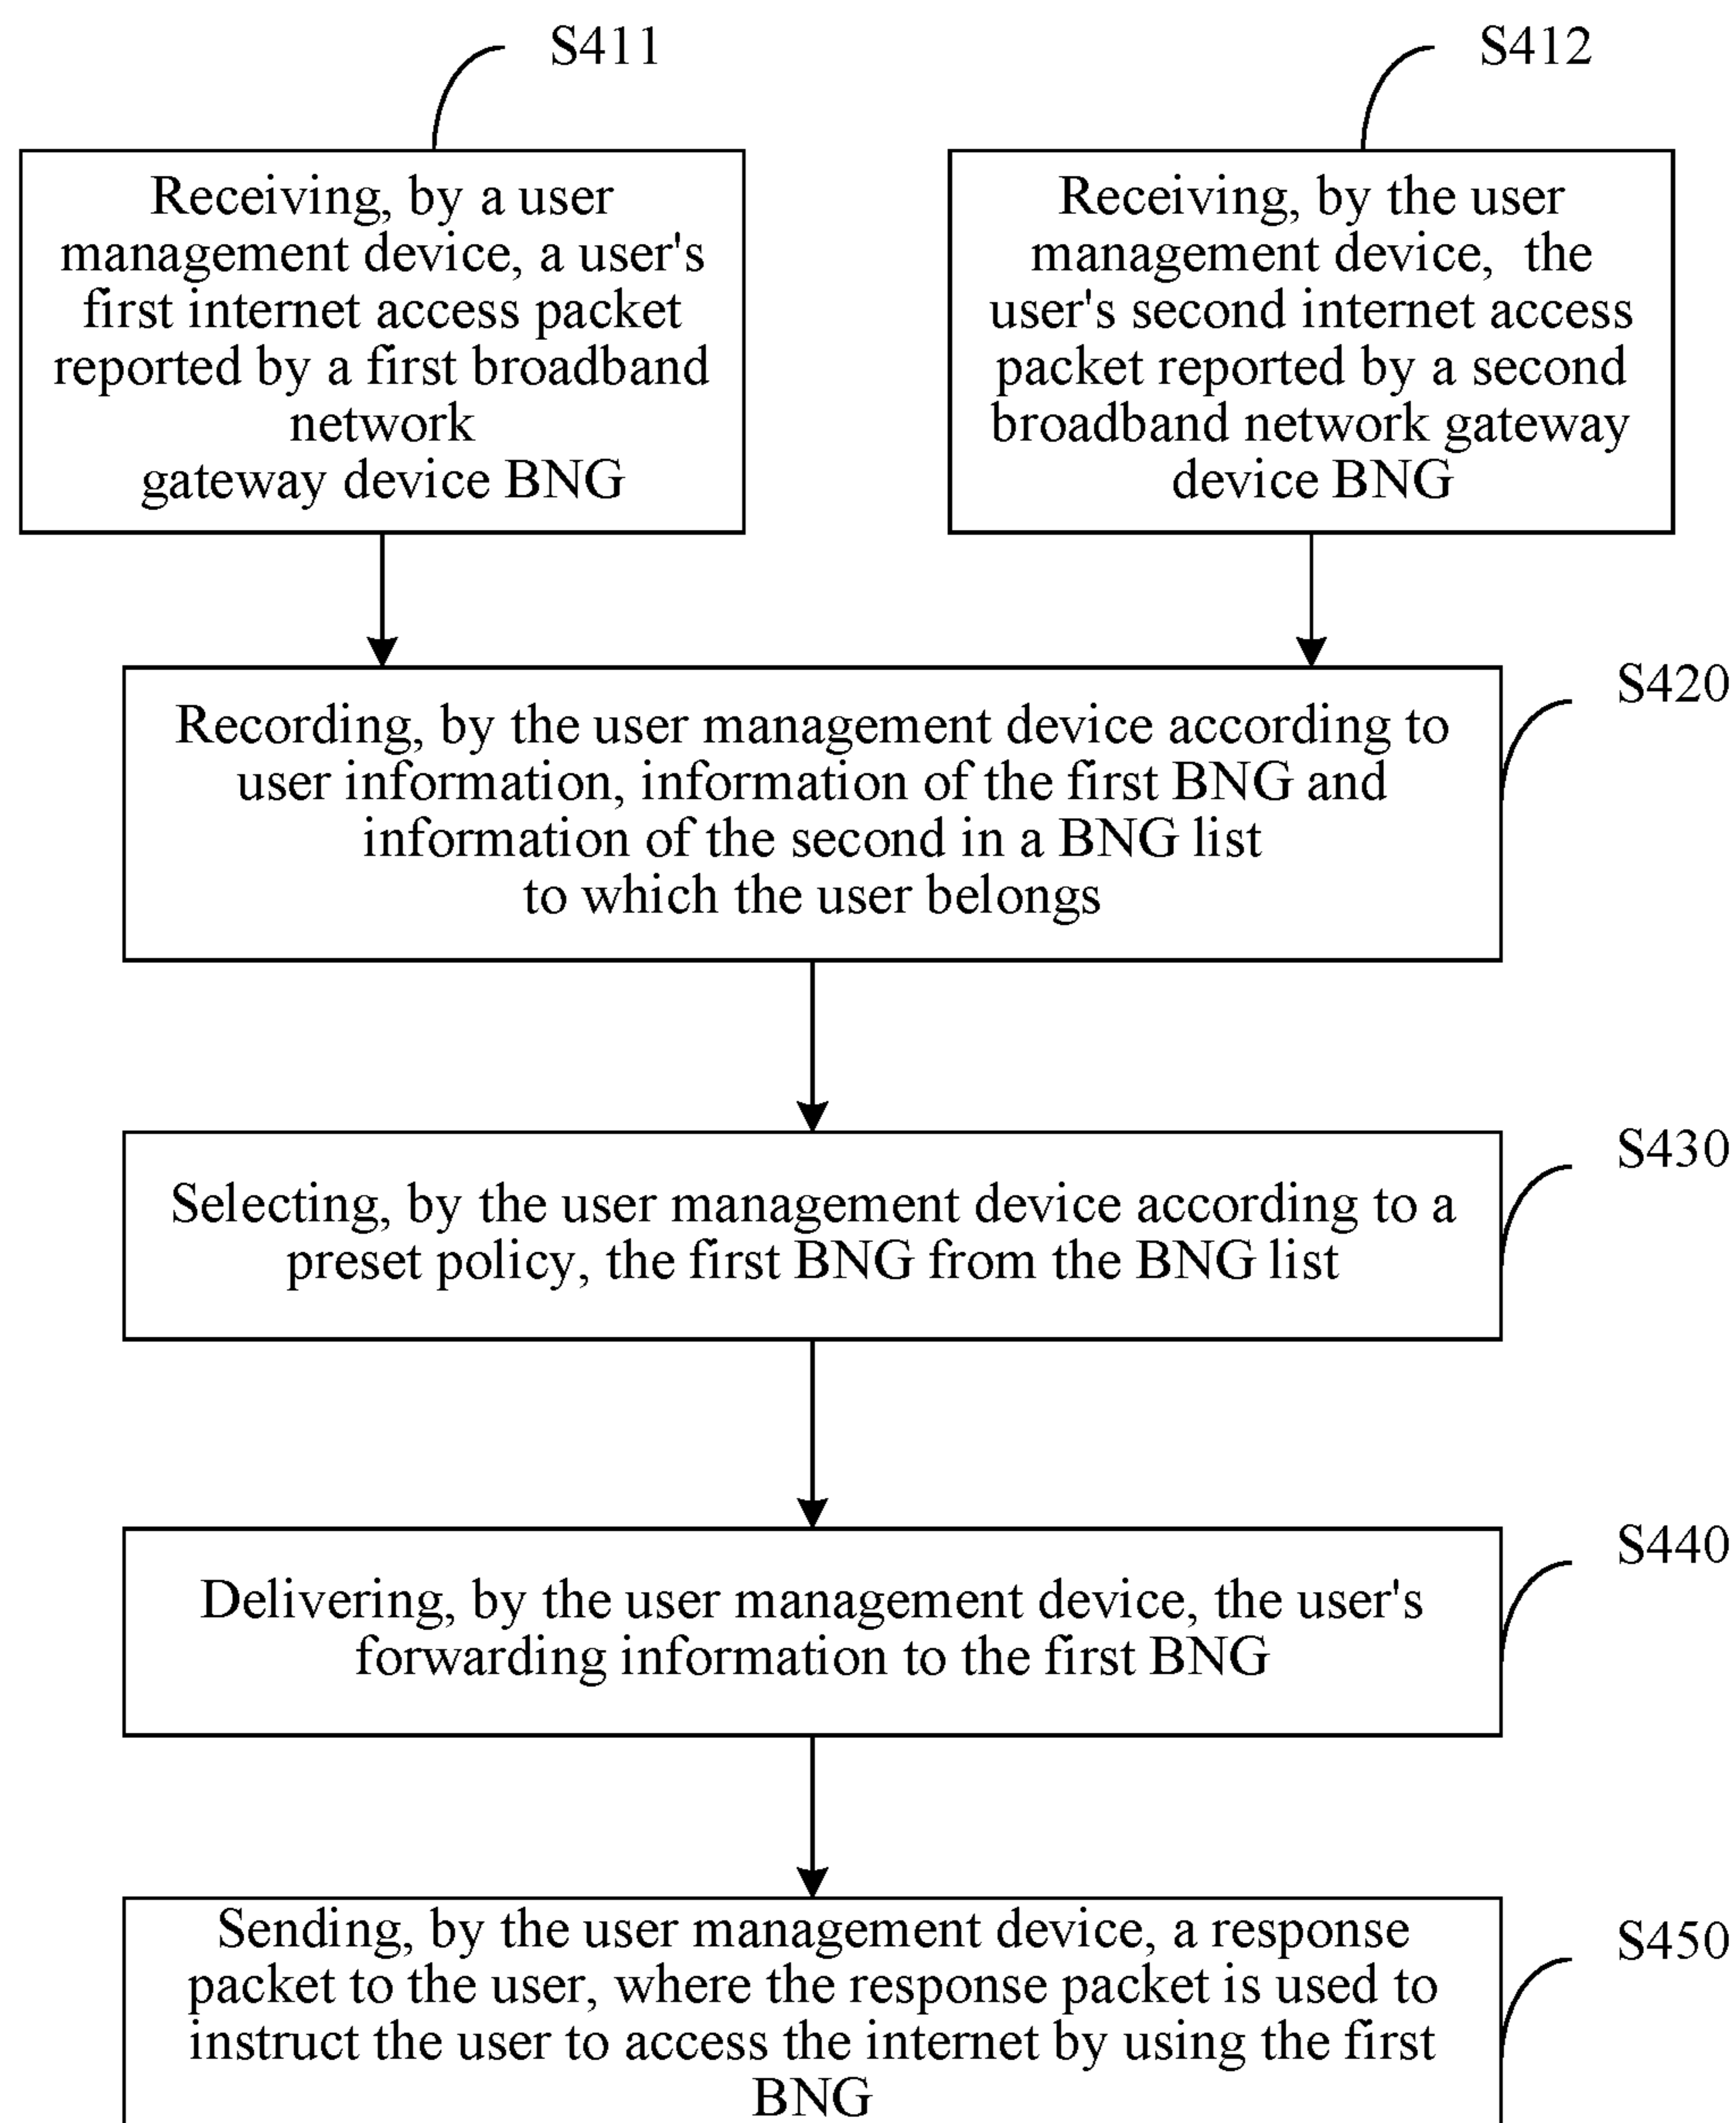 S411
Receiving, by a user
management device, a user's
first internet access packet
reported by a first broadband
network
gateway device BNG
S412
Receiving, by the user
management device,  the
user's second internet access
packet reported by a second
broadband network gateway
device BNG
S420
Recording, by the user management device according to
user information, information of the first BNG and
information of the second in a BNG list
to which the user belongs
S430
Selecting, by the user management device according to a
preset policy, the first BNG from the BNG list
S440
Delivering, by the user management device, the user's
forwarding information to the first BNG
S450
Sending, by the user management device, a response
packet to the user, where the response packet is used to
instruct the user to access the internet by using the first
BNG